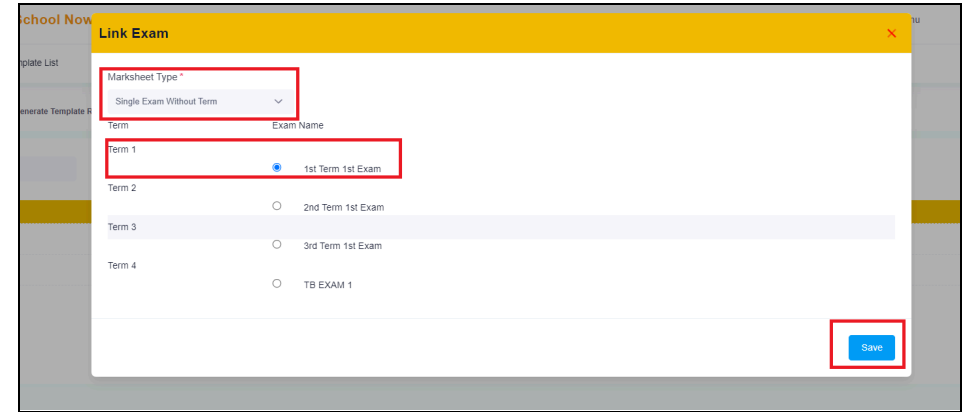 School Now
nu
Link Exam
nplate List
Marksheet Type *
Single Exam Without Term
enerate Template R
Term Exam Name
Term 1
1st Term 1st Exam
Term 2
2nd Term 1st Exam
Term 3
3rd Term 1st Exam
Term 4
TB EXAM 1
Save